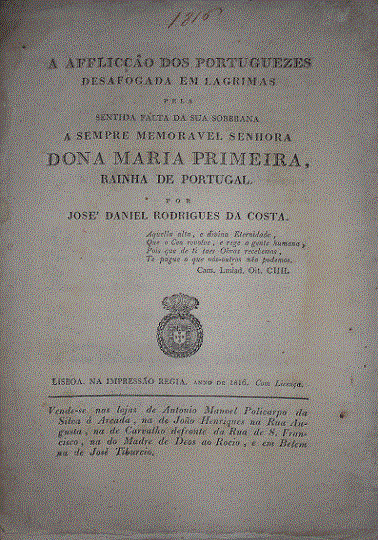 1816
A AFFLICCÂO DOS PORTUGUEZES
DESAFOGADA EM LAGRIMAS
PELA
SENTIDA FALTA DA SUA SOBERANA
A SEMPRE MEMORAVEL SENHORA
DONA MARIA PRIMEIRA,
RAINHA DE PORTUGAL.
POR
JOSE' DANIEL RODRIGUES DA COSTA.
Aquella alta, e divina Eternidade,
Que o Ceo revolve, e rege a gente humana,
Pois que de ti taes Obras recebemos,
Te pague o que nós-outros não podemos.
Cam. Lusiad. Oit. CIIII.
LISBOA. NA IMPRESSÃO REGIA. ANNO DE 1816. Com Licença.
Vende-se nas lojas de Antonio Manoel Policarpo da
Silva á Arcada, na de João Henriques na Rua Au-
gusta, na de Carvalho defronte da Rua de S. Fran-
cisco, na do Madre de Deos ao Rocio, e em Belem
na de José Tiburcio.